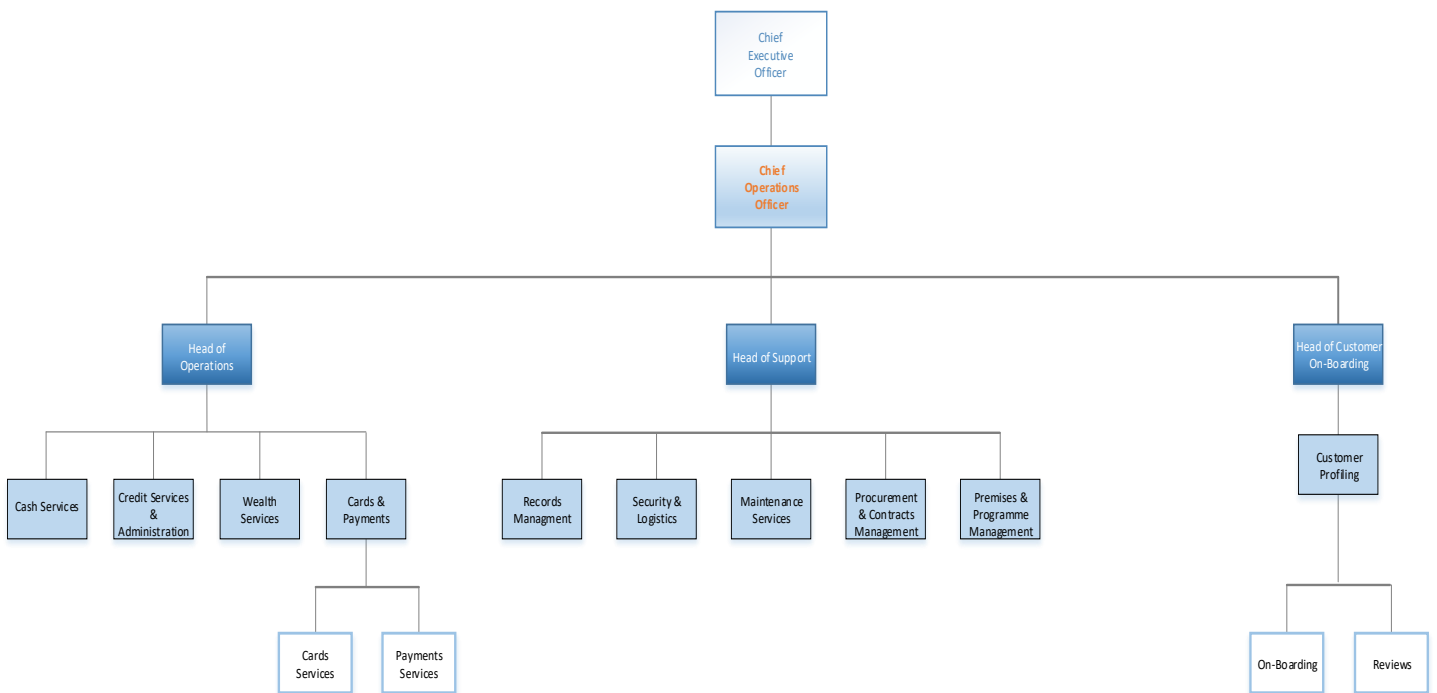 Chief
Executive
Officer
Chief
Operations
Officer
Head of
Operations
Head of Support
Head of Customer
On-Boarding
Cash Services
Credit Services
&
Administration
Wealth
Services
Cards &
Payments
Records
Managment
Security &
Logistics
Maintenance
Services
Procurement
& Contracts
Management
Premises &
Programme
Management
Customer
Profiling
Cards
Services
Payments
Services
On-Boarding
Reviews